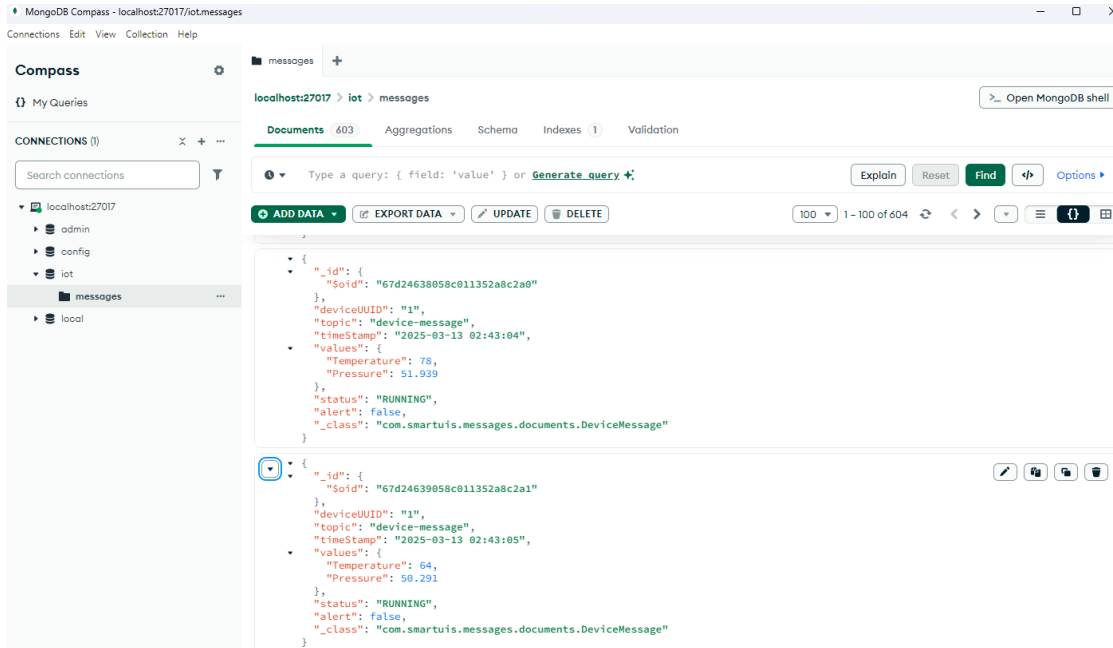 MongoDB Compass - localhost:27017/iot.messages
Connections Edit View Collection Help
Compass
{} My Queries
CONNECTIONS (1)
Search connections
localhost:27017
admin
config
iot
messages
local
messages
localhost:27017 > iot > messages
>_ Open MongoDB shell
Documents 603 Aggregations Schema Indexes 1 Validation
Type a query: { field: 'value' } or Generate query
Explain Reset Find </> Options
ADD DATA EXPORT DATA UPDATE DELETE
100 1 – 100 of 604 {}
{
"_id": {
"$oid": "67d24638058c011352a8c2a0"
},
"deviceUUID": "1",
"topic": "device-message",
"timeStamp": "2025-03-13 02:43:04",
"values": {
"Temperature": 78,
"Pressure": 51.939
},
"status": "RUNNING",
"alert": false,
"_class": "com.smartuis.messages.documents.DeviceMessage"
}
{
"_id": {
"$oid": "67d24639058c011352a8c2a1"
},
"deviceUUID": "1",
"topic": "device-message",
"timeStamp": "2025-03-13 02:43:05",
"values": {
"Temperature": 64,
"Pressure": 50.291
},
"status": "RUNNING",
"alert": false,
"_class": "com.smartuis.messages.documents.DeviceMessage"
}